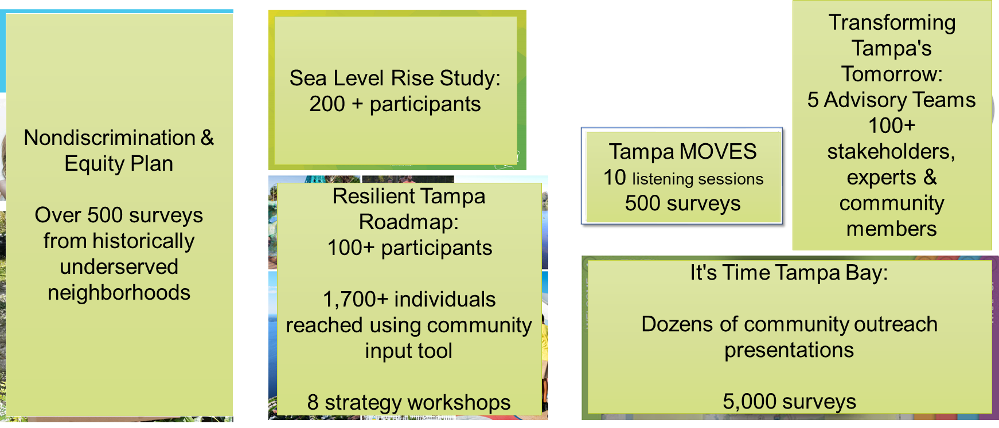 Nondiscrimination &
Equity Plan
Over 500 surveys
from historically
underserved
neighborhoods
Sea Level Rise Study:
200 + participants
Resilient Tampa
Roadmap:
100+ participants
1,700+ individuals
reached using community
input tool
8 strategy workshops
Tampa MOVES
10 listening sessions
500 surveys
Transforming
Tampa's
Tomorrow:
5 Advisory Teams
100+
stakeholders,
experts &
community
members
It's Time Tampa Bay:
Dozens of community outreach
presentations
5,000 surveys